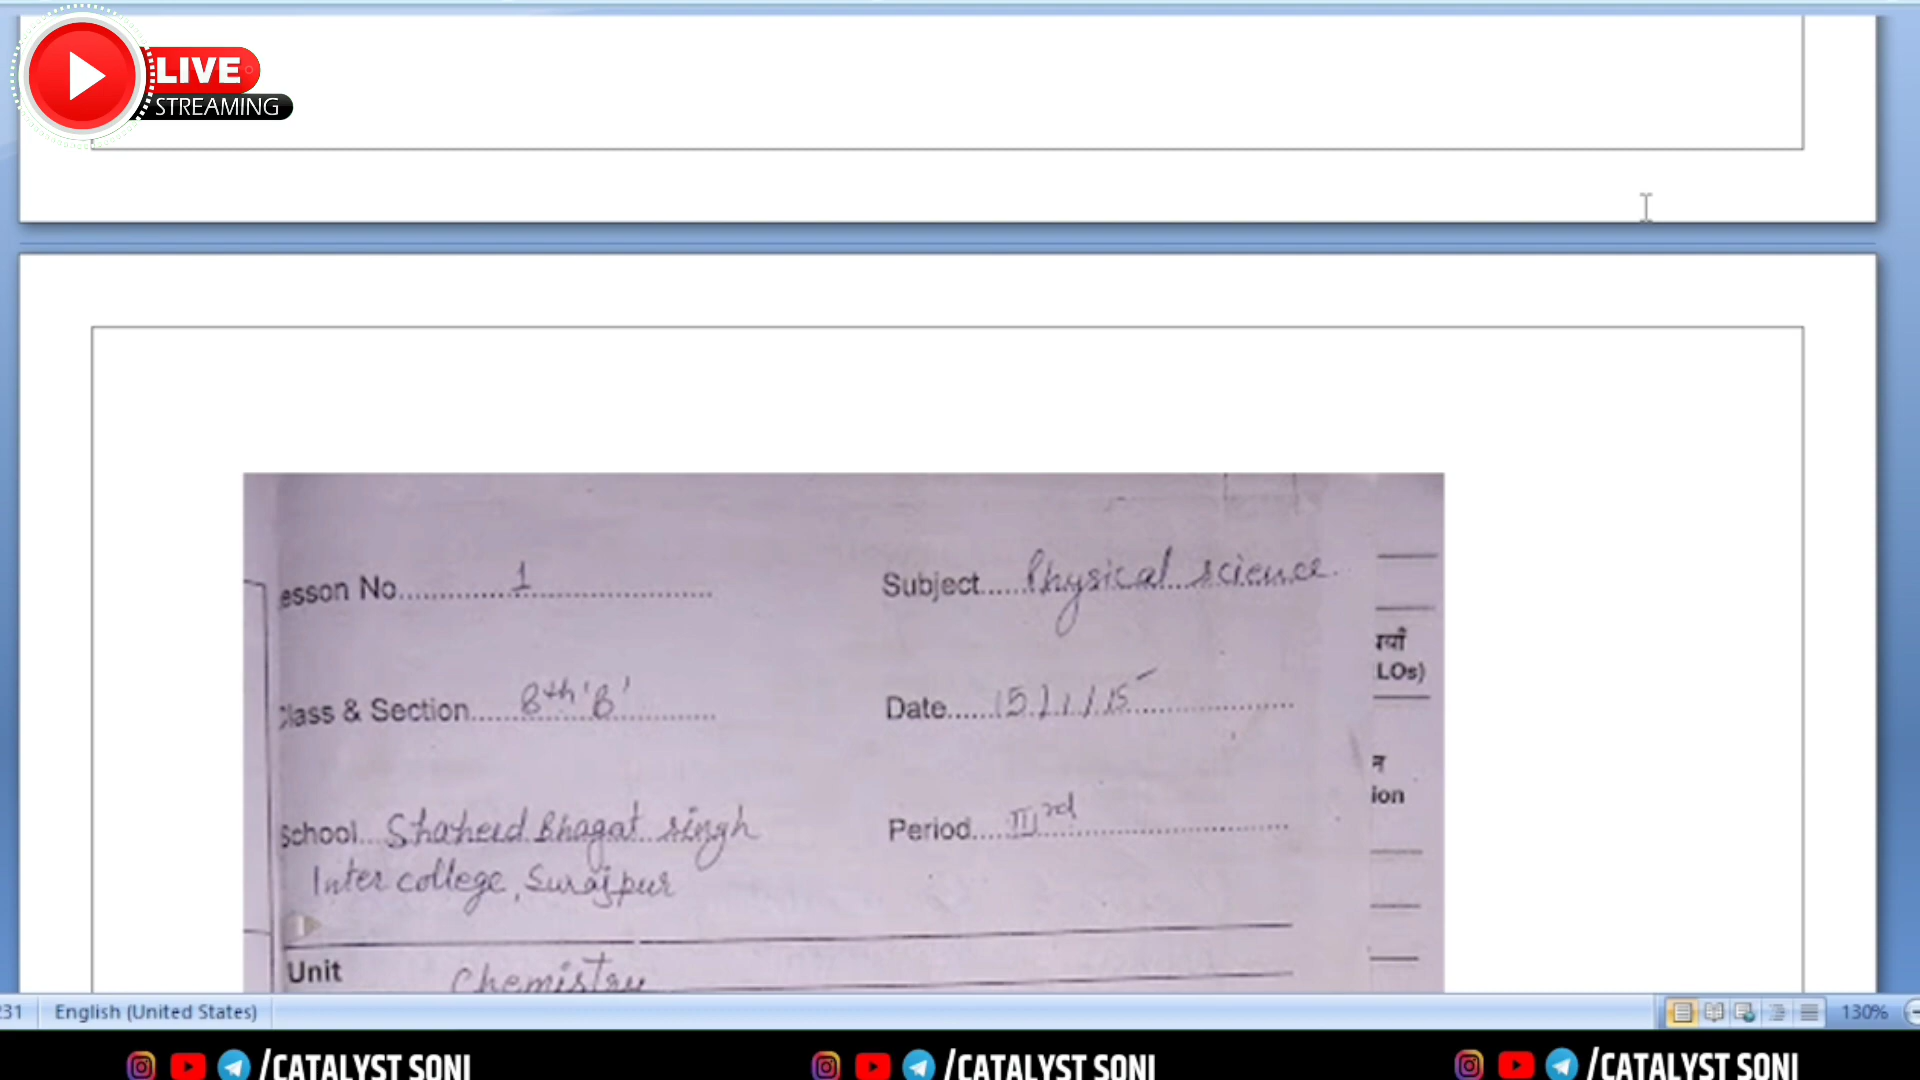 LIVE
STREAMING
esson No. 1
Subject Physical science
lass & Section 8th 'B'
Date 15/1/15
School Shaheed Bhagat singh
Inter college, Surajpur
Period IIIrd
LOs)
न
ion
Unit Chemistry
231 English (United States) 130%
/CATALYST SONI /CATALYST SONI /CATALYST SONI